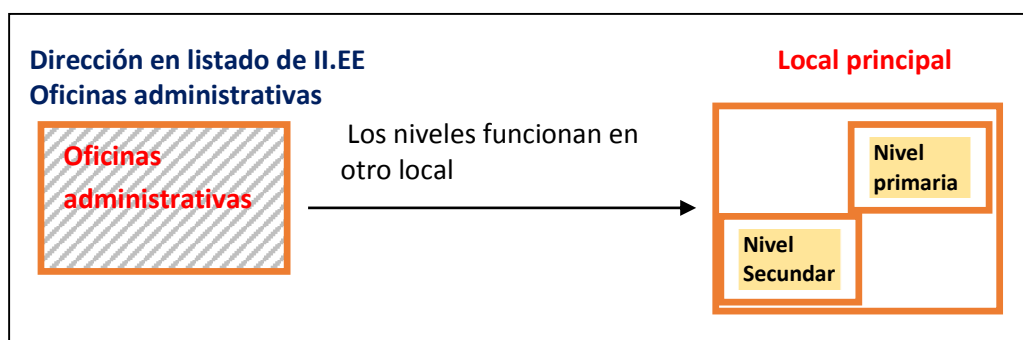 Dirección en listado de II.EE
Oficinas administrativas
Oficinas
administrativas
Los niveles funcionan en
otro local
Local principal
Nivel
primaria
Nivel
Secundar